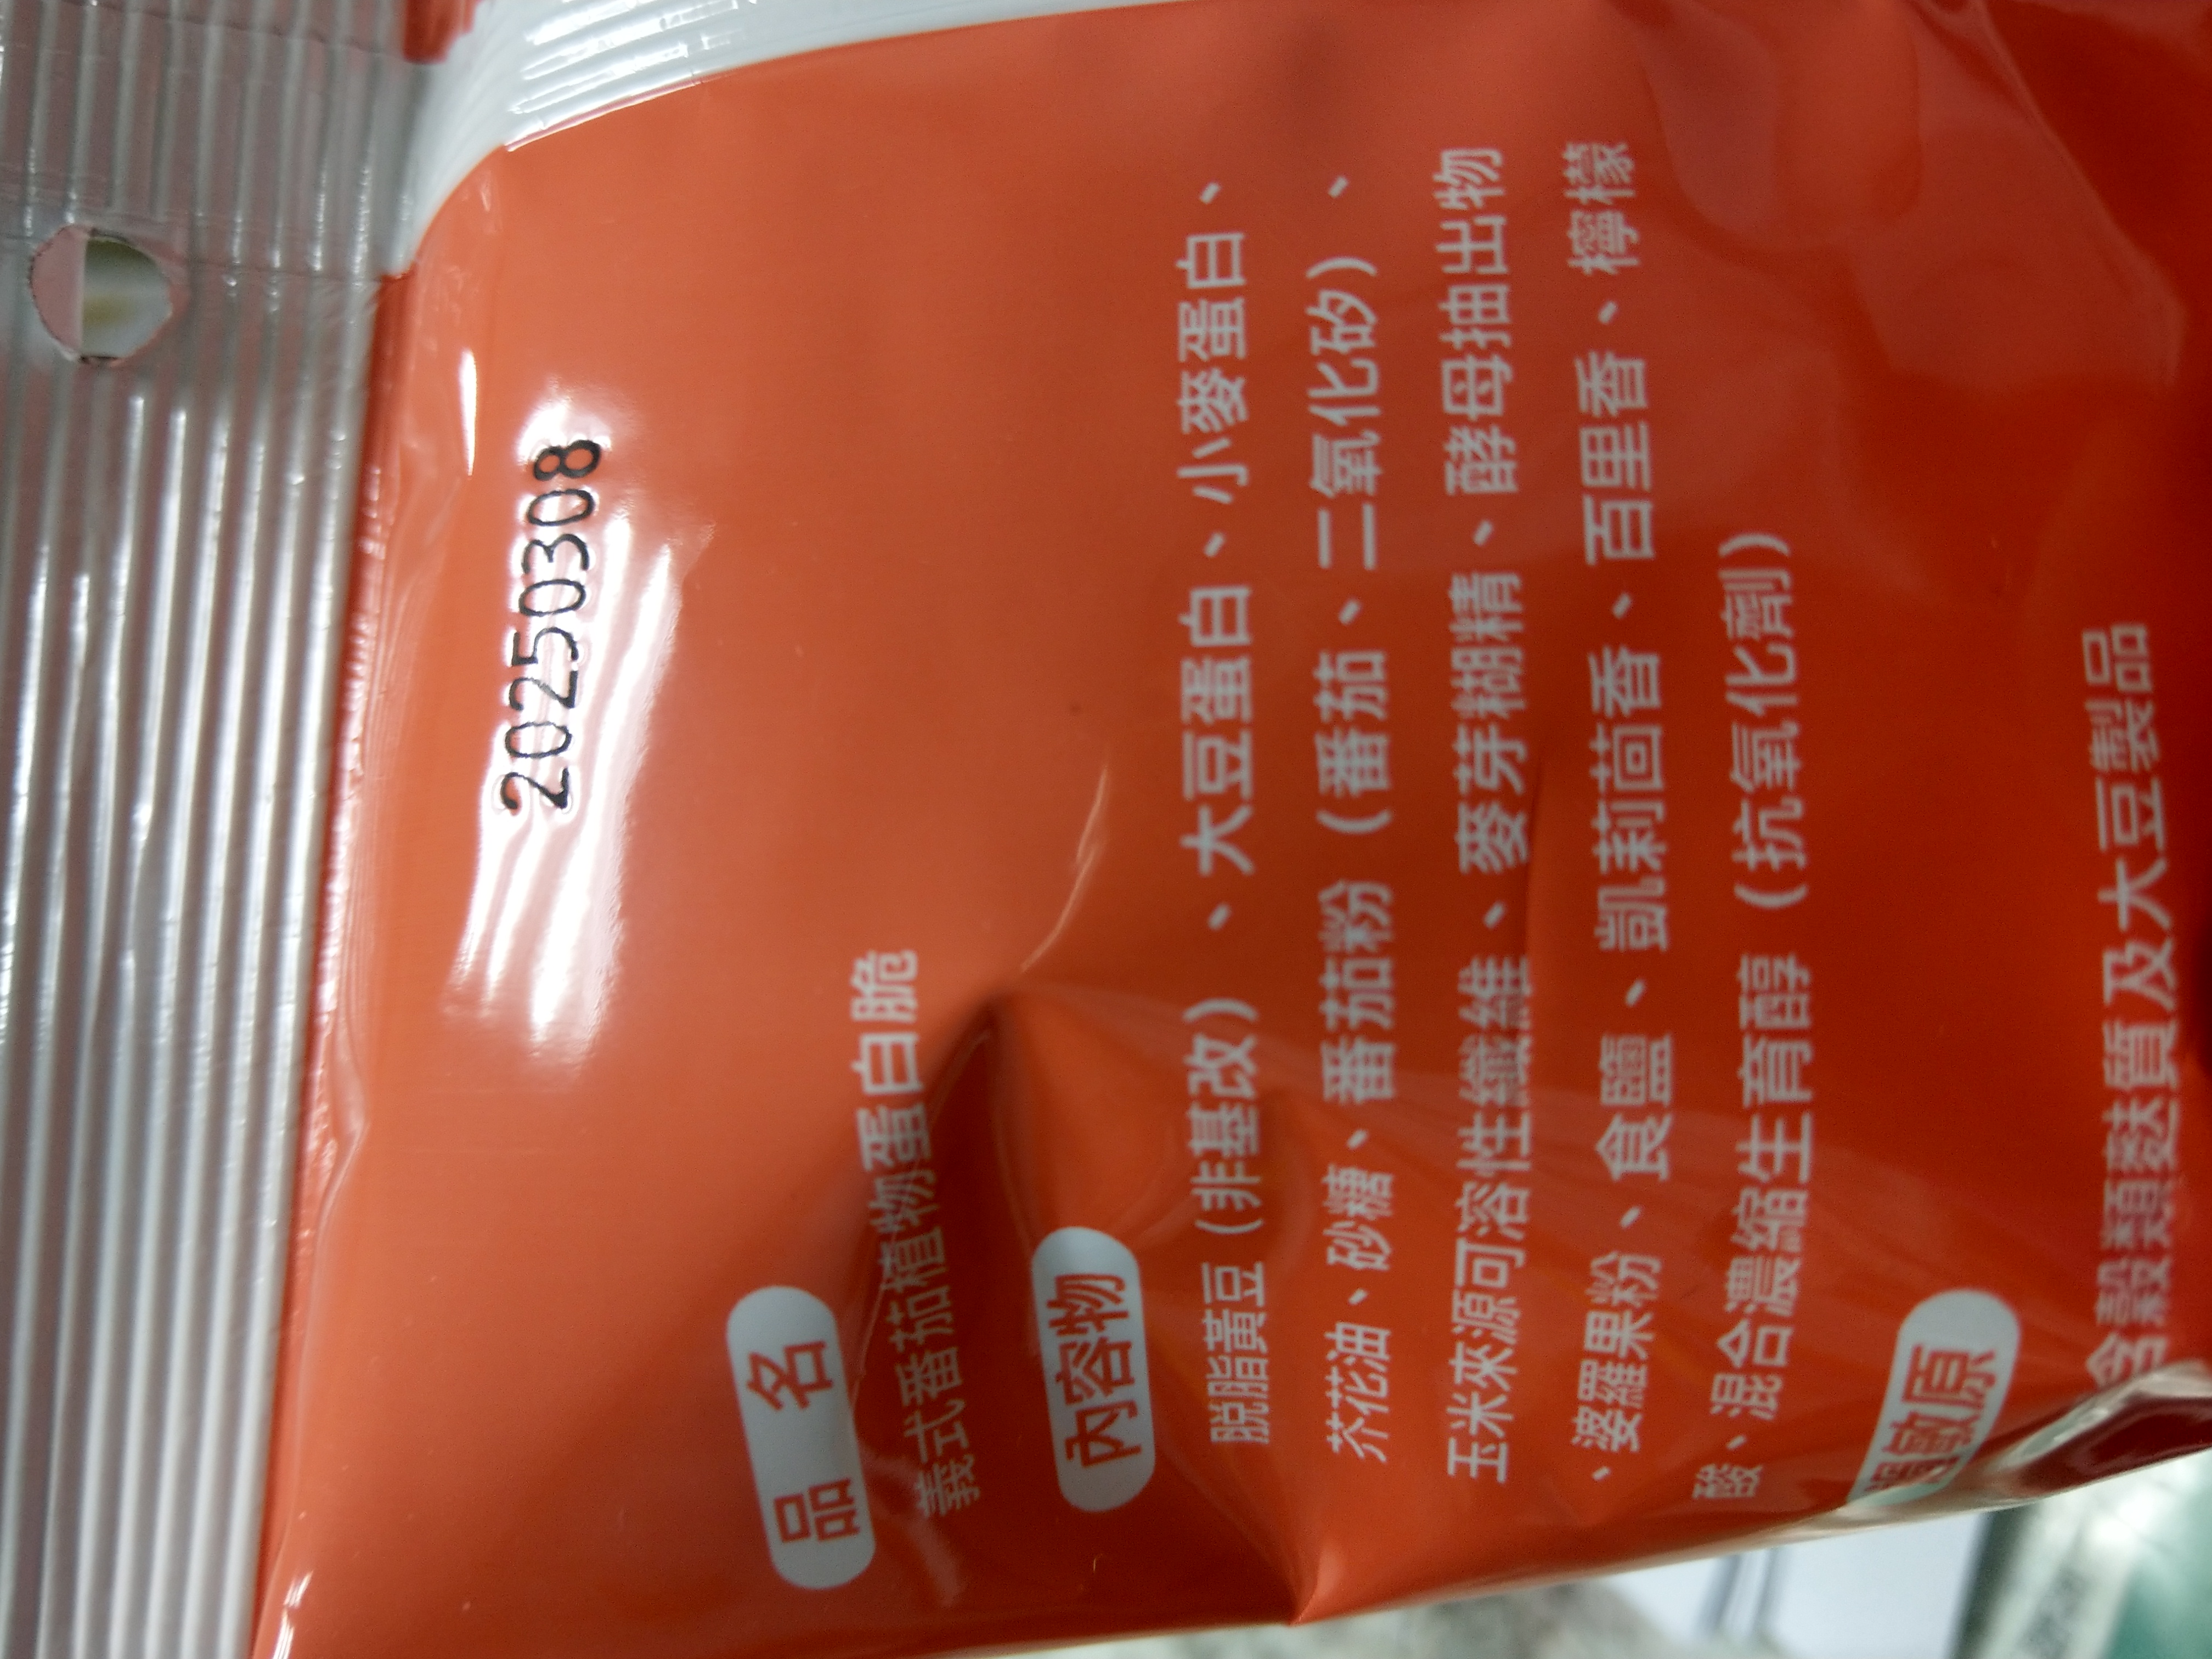 20250308
品名
義式番茄植物蛋白脆
內容物
脫脂黃豆（非基改）、大豆蛋白、小麥蛋白、
芥花油、砂糖、番茄粉（番茄、二氧化矽）、
玉米來源可溶性纖維、麥芽糊精、酵母抽出物
、婆羅果粉、食鹽、凱莉茴香、百里香、檸檬
酸、混合濃縮生育醇（抗氧化劑）
過敏原
含穀類麩質及大豆製品